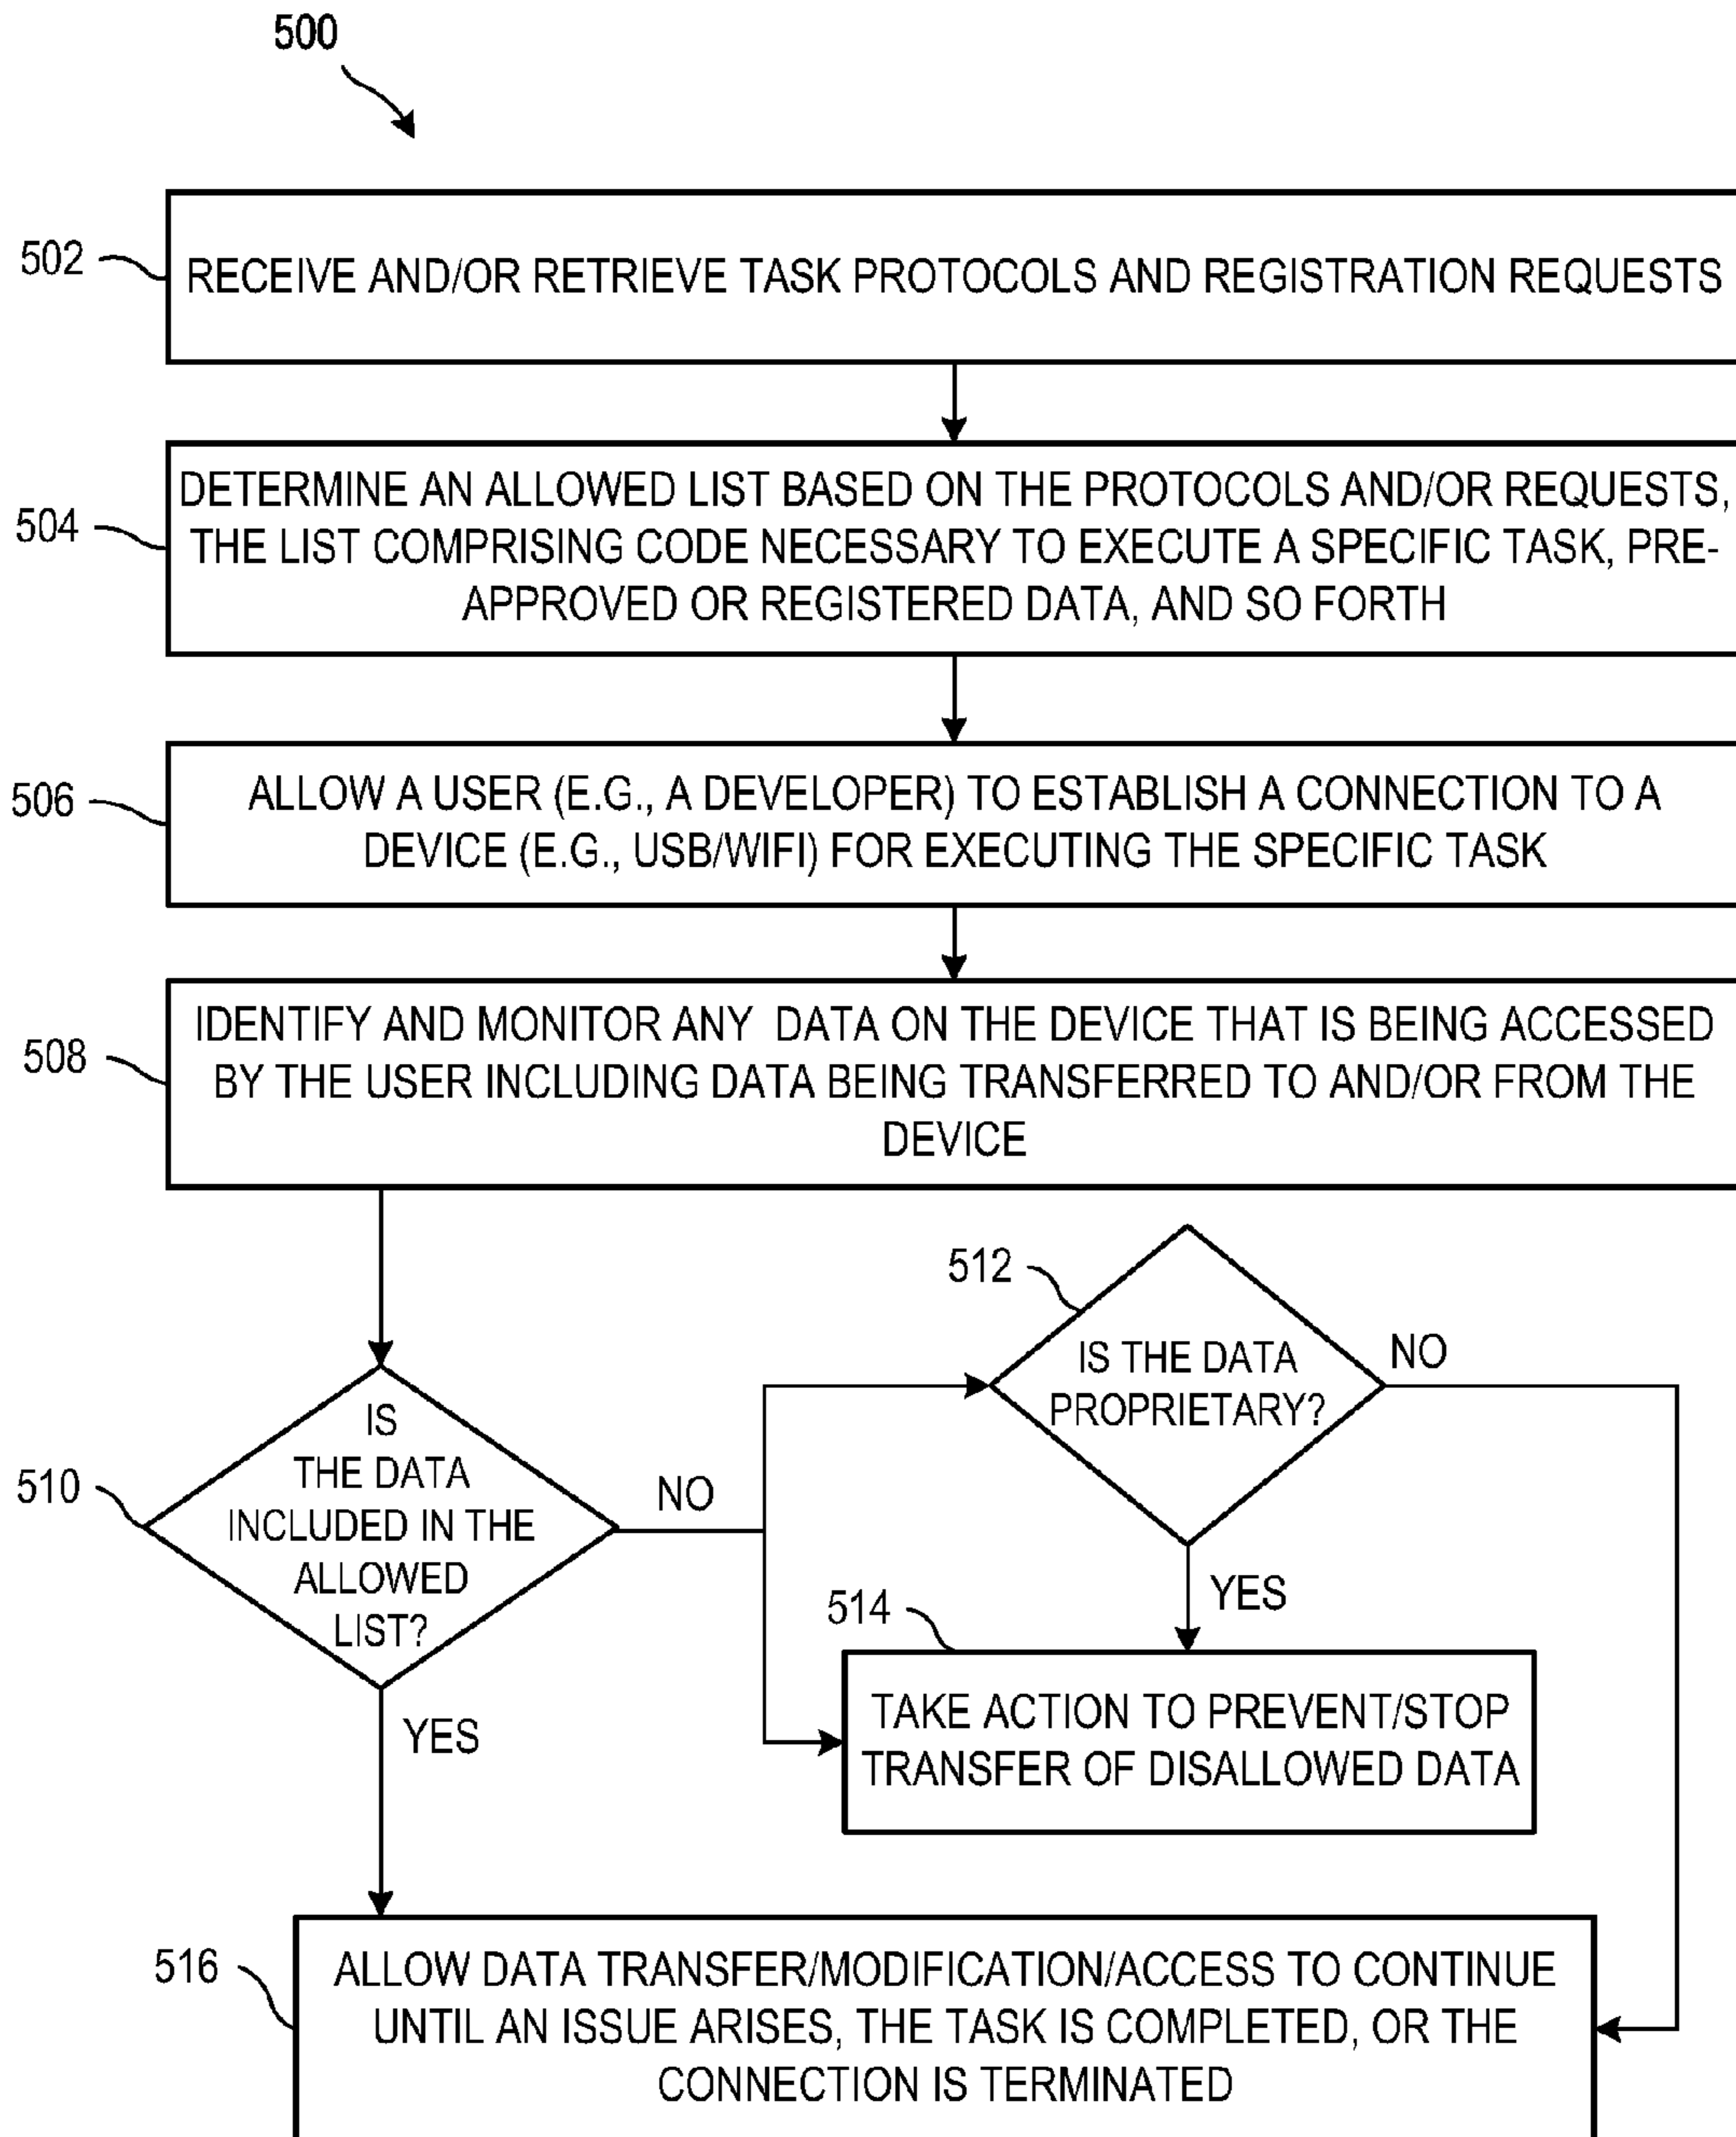 500
502
RECEIVE AND/OR RETRIEVE TASK PROTOCOLS AND REGISTRATION REQUESTS
504
DETERMINE AN ALLOWED LIST BASED ON THE PROTOCOLS AND/OR REQUESTS,
THE LIST COMPRISING CODE NECESSARY TO EXECUTE A SPECIFIC TASK, PRE-
APPROVED OR REGISTERED DATA, AND SO FORTH
506
ALLOW A USER (E.G., A DEVELOPER) TO ESTABLISH A CONNECTION TO A
DEVICE (E.G., USB/WIFI) FOR EXECUTING THE SPECIFIC TASK
508
IDENTIFY AND MONITOR ANY DATA ON THE DEVICE THAT IS BEING ACCESSED
BY THE USER INCLUDING DATA BEING TRANSFERRED TO AND/OR FROM THE
DEVICE
510
IS
THE DATA
INCLUDED IN THE
ALLOWED
LIST?
NO
YES
512
IS THE DATA
PROPRIETARY?
NO
YES
514
TAKE ACTION TO PREVENT/STOP
TRANSFER OF DISALLOWED DATA
516
ALLOW DATA TRANSFER/MODIFICATION/ACCESS TO CONTINUE
UNTIL AN ISSUE ARISES, THE TASK IS COMPLETED, OR THE
CONNECTION IS TERMINATED